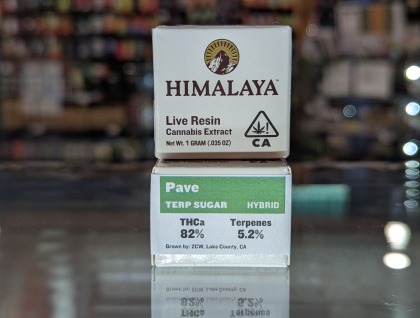 HIMALAYA™
Live Resin
Cannabis Extract
Net Wt. 1 GRAM (.035 OZ)
CA
Pave
TERP SUGAR HYBRID
THCa Terpenes
82% 5.2%
Grown by: 2CW, Lake County, CA